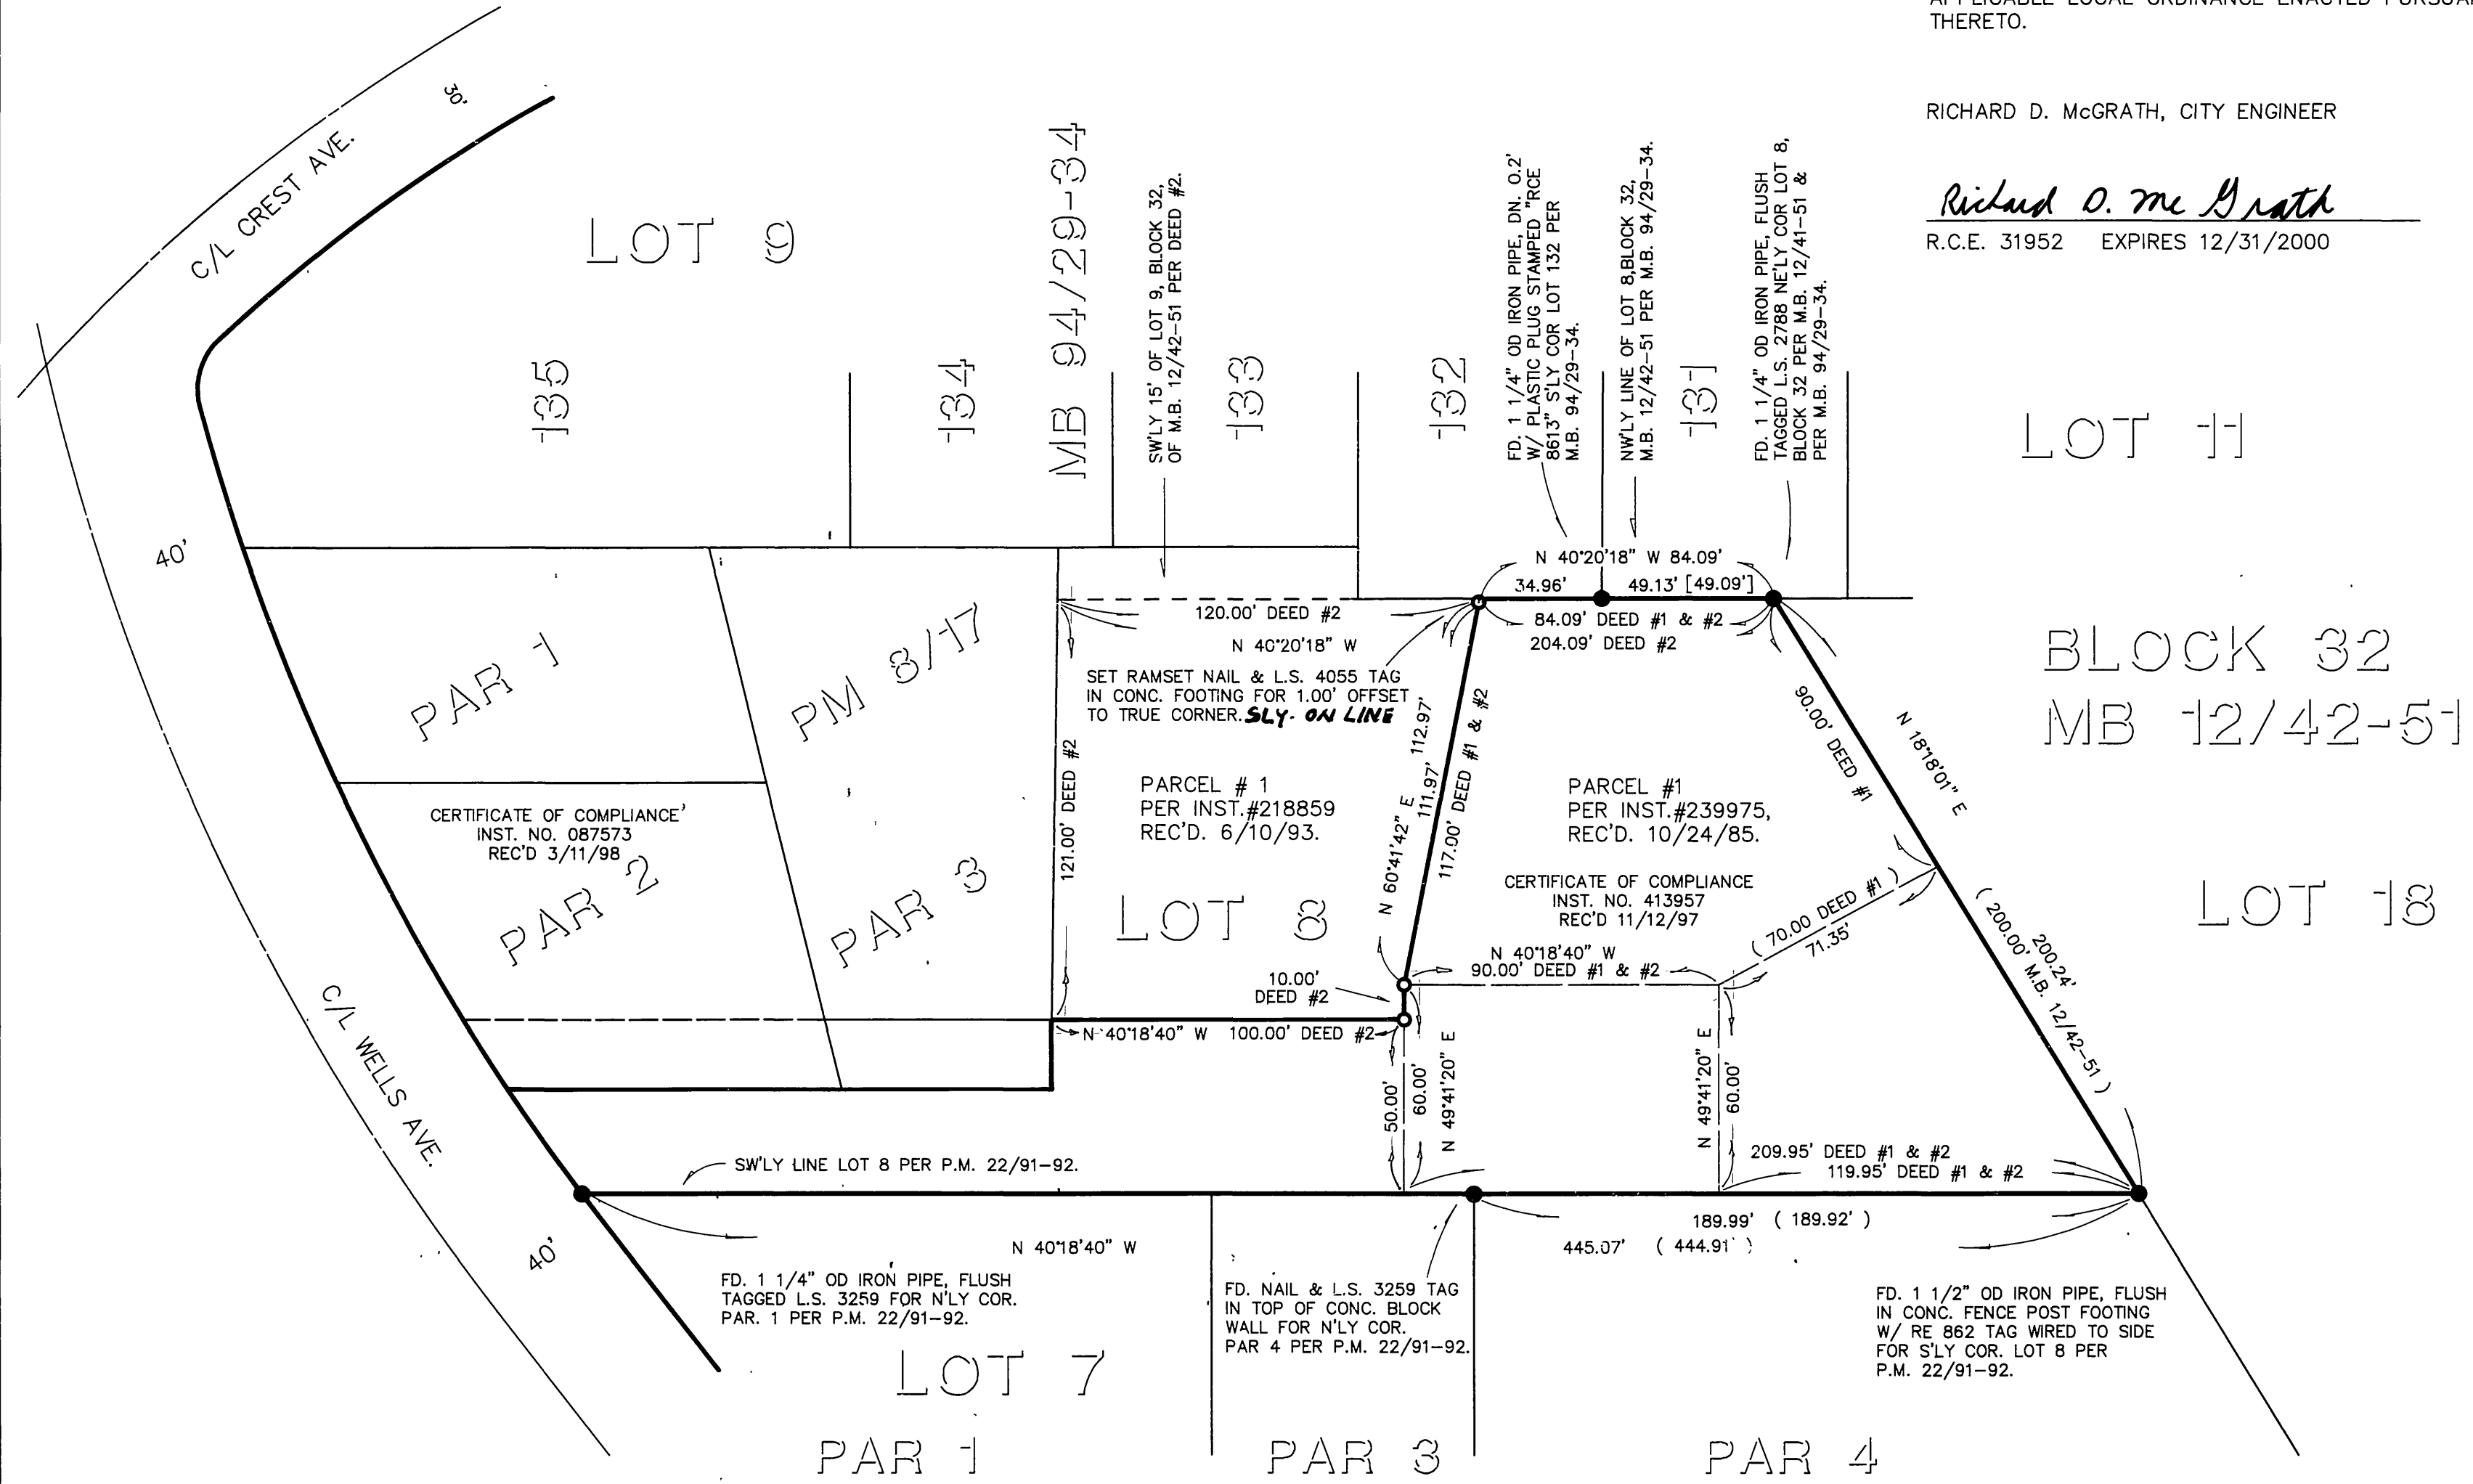 APPLICABLE LOCAL ORDINANCE ENACTED
THERETO.
RICHARD D. McGRATH, CITY ENGINEER
Richard D. McGrath
R.C.E. 31952 EXPIRES 12/31/2000
30'
C/L CREST AVE.
LOT 9
MB 94/29-34
SW'LY 15' OF LOT 9, BLOCK 32,
OF M.B. 12/42-51 PER DEED #2.
FD. 1 1/4" OD IRON PIPE, DN. 0.2'
W/ PLASTIC PLUG STAMPED "RCE
8613" S'LY COR LOT 132 PER
M.B. 94/29-34.
NW'LY LINE OF LOT 8,BLOCK 32,
M.B. 12/42-51 PER M.B. 94/29-34.
FD. 1 1/4" OD IRON PIPE, FLUSH
TAGGED L.S. 2788 NE'LY COR LOT 8,
BLOCK 32 PER M.B. 12/41-51 &
PER M.B. 94/29-34.
135
134
133
132
131
LOT 11
40'
N 40°20'18" W 84.09'
34.96'
49.13' [49.09']
120.00' DEED #2
84.09' DEED #1 & #2
204.09' DEED #2
N 40°20'18" W
SET RAMSET NAIL & L.S. 4055 TAG
IN CONC. FOOTING FOR 1.00' OFFSET
TO TRUE CORNER. SLY. ON LINE
PAR 1
PM 8/17
BLOCK 32
MB 12/42-51
121.00' DEED #2
112.97'
111.97'
117.00' DEED #1 & #2
N 60°41'42" E
90.00' DEED #1
N 18°18'01" E
PARCEL # 1
PER INST.#218859
REC'D. 6/10/93.
PARCEL #1
PER INST.#239975,
REC'D. 10/24/85.
CERTIFICATE OF COMPLIANCE'
INST. NO. 087573
REC'D 3/11/98
PAR 2
PAR 3
LOT 8
CERTIFICATE OF COMPLIANCE
INST. NO. 413957
REC'D 11/12/97
( 70.00 DEED #1 )
71.35'
LOT 18
200.24'
( 200.00' M.B. 12/42-51 )
N 40°18'40" W
90.00' DEED #1 & #2
10.00'
DEED #2
N 40°18'40" W 100.00' DEED #2
C/L WELLS AVE.
50.00'
60.00'
N 49°41'20" E
N 49°41'20" E
60.00'
209.95' DEED #1 & #2
119.95' DEED #1 & #2
SW'LY LINE LOT 8 PER P.M. 22/91-92.
189.99' ( 189.92' )
N 40°18'40" W
445.07' ( 444.91' )
40'
FD. 1 1/4" OD IRON PIPE, FLUSH
TAGGED L.S. 3259 FOR N'LY COR.
PAR. 1 PER P.M. 22/91-92.
FD. NAIL & L.S. 3259 TAG
IN TOP OF CONC. BLOCK
WALL FOR N'LY COR.
PAR 4 PER P.M. 22/91-92.
FD. 1 1/2" OD IRON PIPE, FLUSH
IN CONC. FENCE POST FOOTING
W/ RE 862 TAG WIRED TO SIDE
FOR S'LY COR. LOT 8 PER
P.M. 22/91-92.
LOT 7
PAR 1
PAR 3
PAR 4